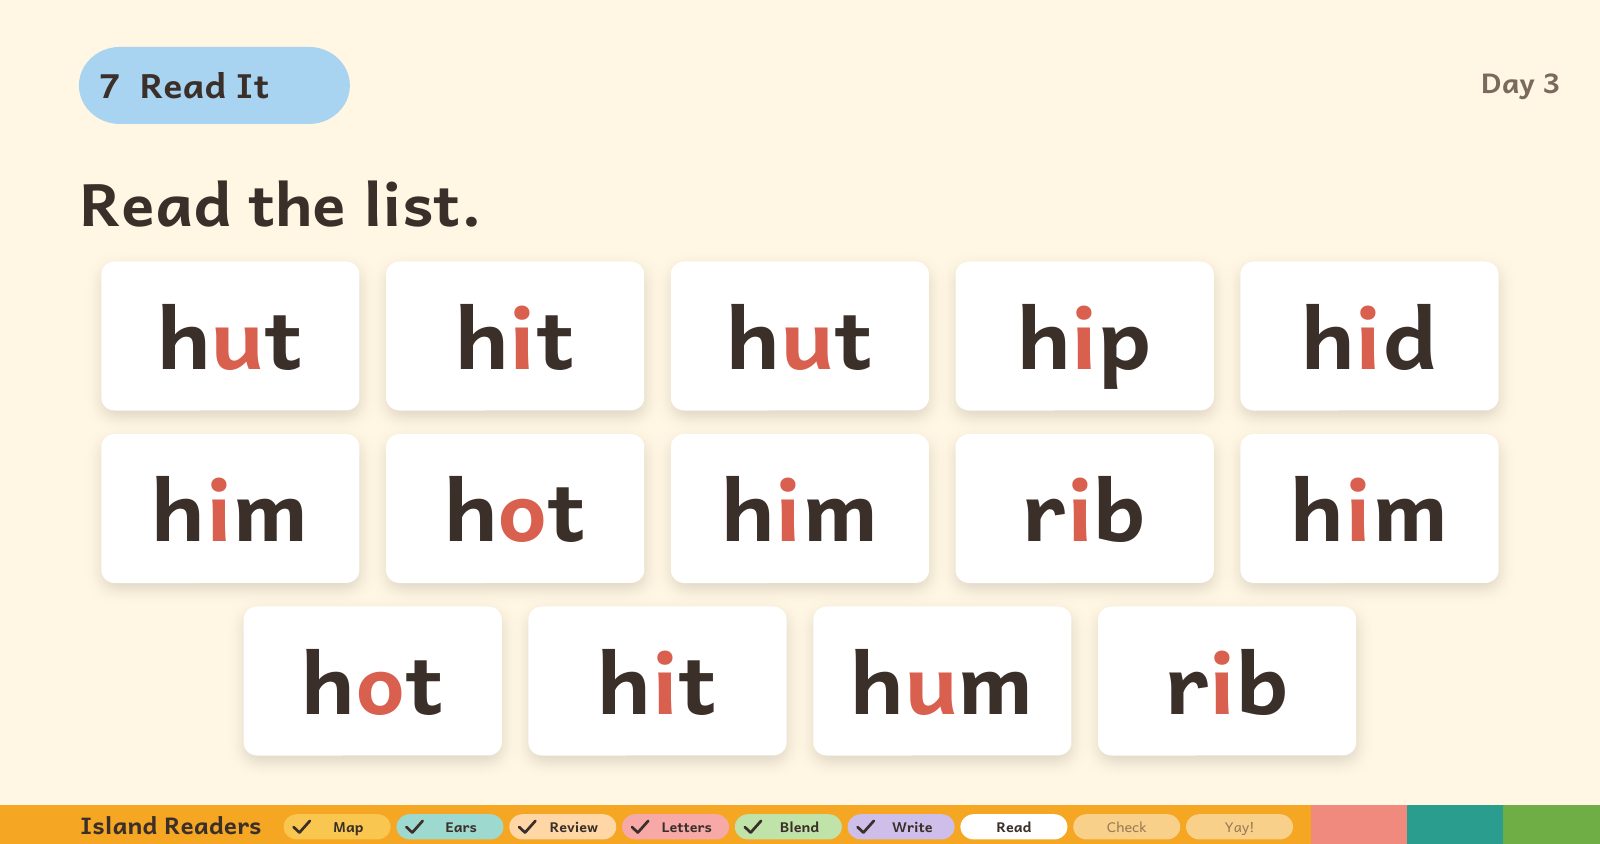 7 Read It
Day 3
Read the list.
hut hit hut hip hid
him hot him rib him
hot hit hum rib
Island Readers Map Ears Review Letters Blend Write Read Check Yay!